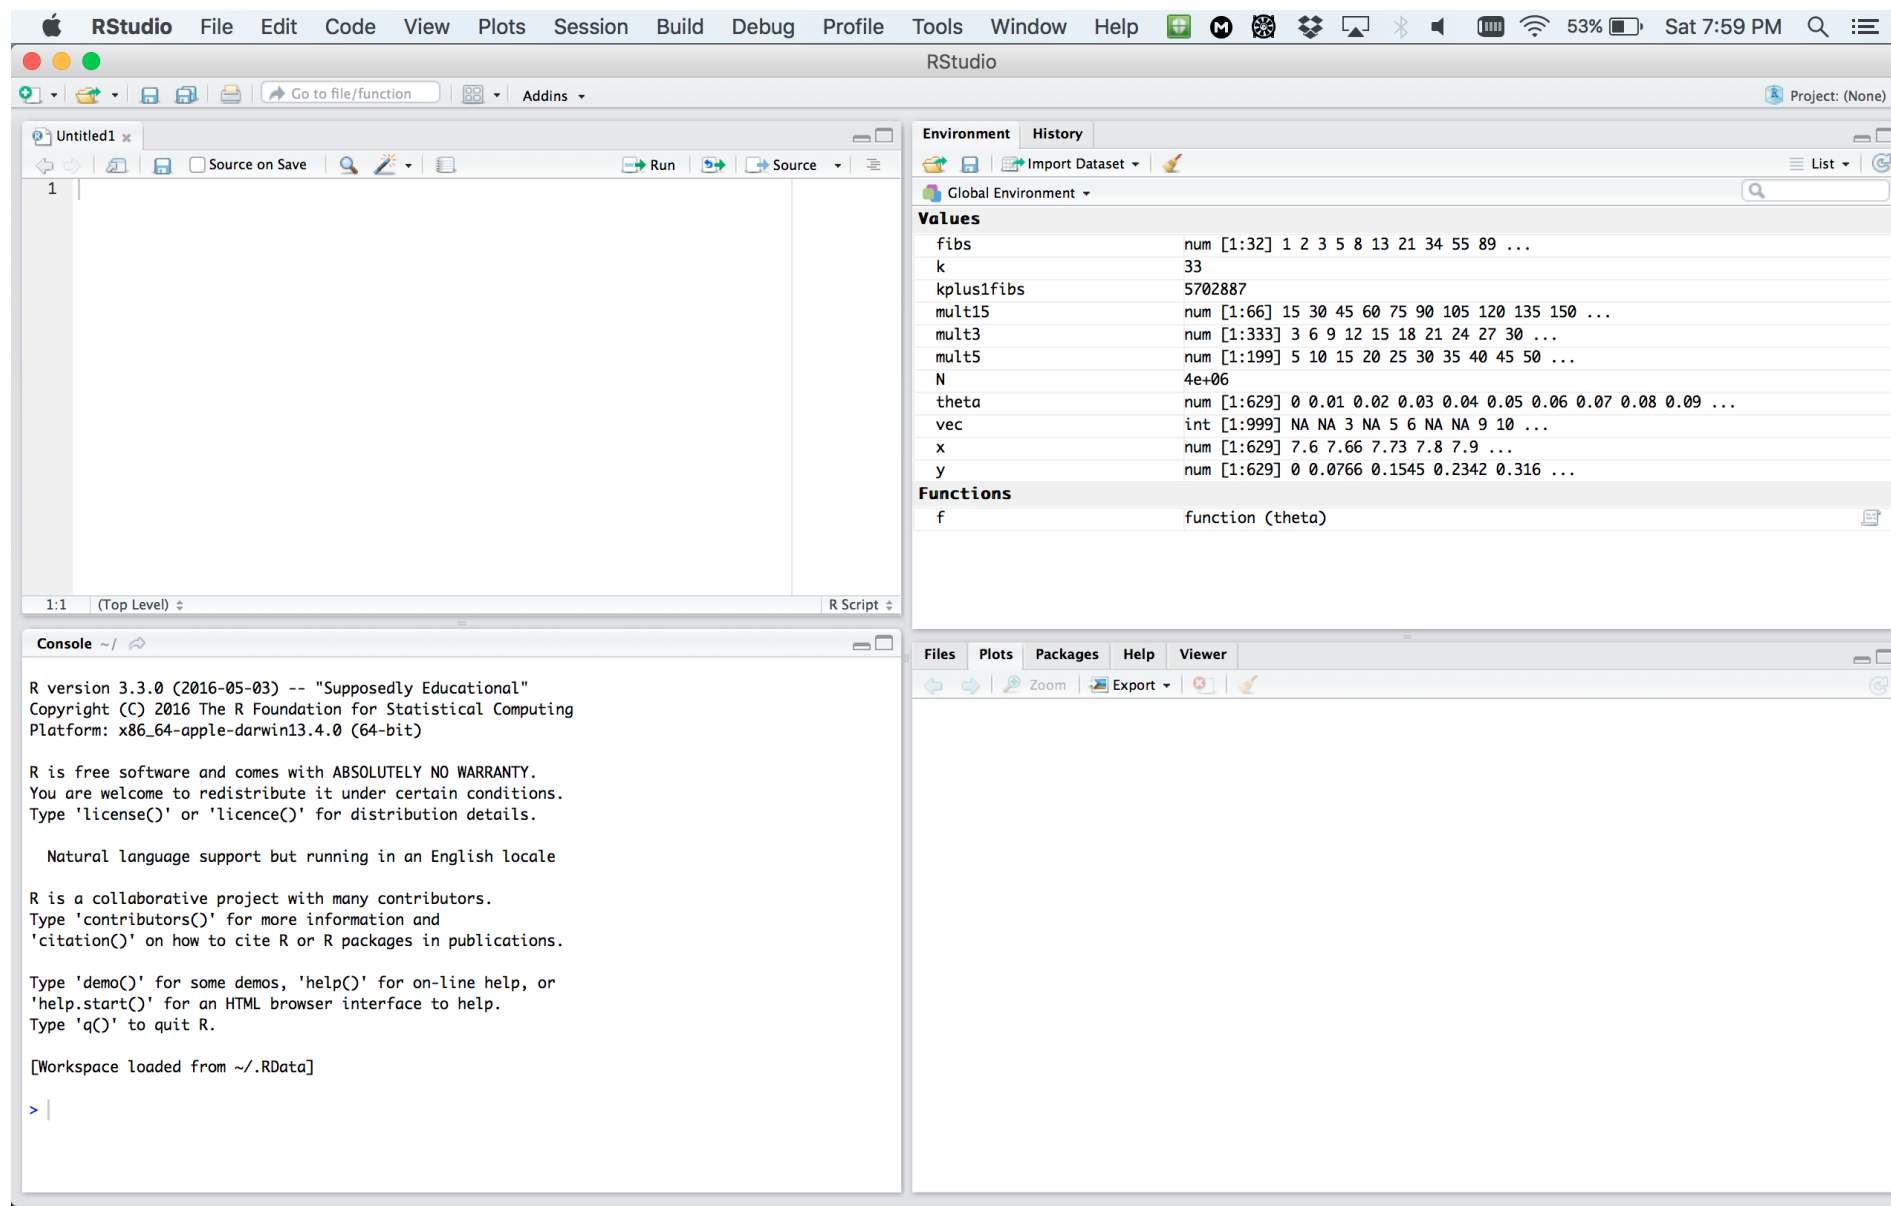 RStudio File Edit Code View Plots Session Build Debug Profile Tools Window Help 53% Sat 7:59 PM
RStudio
Go to file/function Addins Project: (None)
Untitled1
Source on Save Run Source
1
1:1 (Top Level) R Script
Console ~/
R version 3.3.0 (2016-05-03) -- "Supposedly Educational"
Copyright (C) 2016 The R Foundation for Statistical Computing
Platform: x86_64-apple-darwin13.4.0 (64-bit)
R is free software and comes with ABSOLUTELY NO WARRANTY.
You are welcome to redistribute it under certain conditions.
Type 'license()' or 'licence()' for distribution details.
Natural language support but running in an English locale
R is a collaborative project with many contributors.
Type 'contributors()' for more information and
'citation()' on how to cite R or R packages in publications.
Type 'demo()' for some demos, 'help()' for on-line help, or
'help.start()' for an HTML browser interface to help.
Type 'q()' to quit R.
[Workspace loaded from ~/.RData]
>
Environment History
Import Dataset List
Global Environment
Values
fibs num [1:32] 1 2 3 5 8 13 21 34 55 89 ...
k 33
kplus1fibs 5702887
mult15 num [1:66] 15 30 45 60 75 90 105 120 135 150 ...
mult3 num [1:333] 3 6 9 12 15 18 21 24 27 30 ...
mult5 num [1:199] 5 10 15 20 25 30 35 40 45 50 ...
N 4e+06
theta num [1:629] 0 0.01 0.02 0.03 0.04 0.05 0.06 0.07 0.08 0.09 ...
vec int [1:999] NA NA 3 NA 5 6 NA NA 9 10 ...
x num [1:629] 7.6 7.66 7.73 7.8 7.9 ...
y num [1:629] 0 0.0766 0.1545 0.2342 0.316 ...
Functions
f function (theta)
Files Plots Packages Help Viewer
Zoom Export